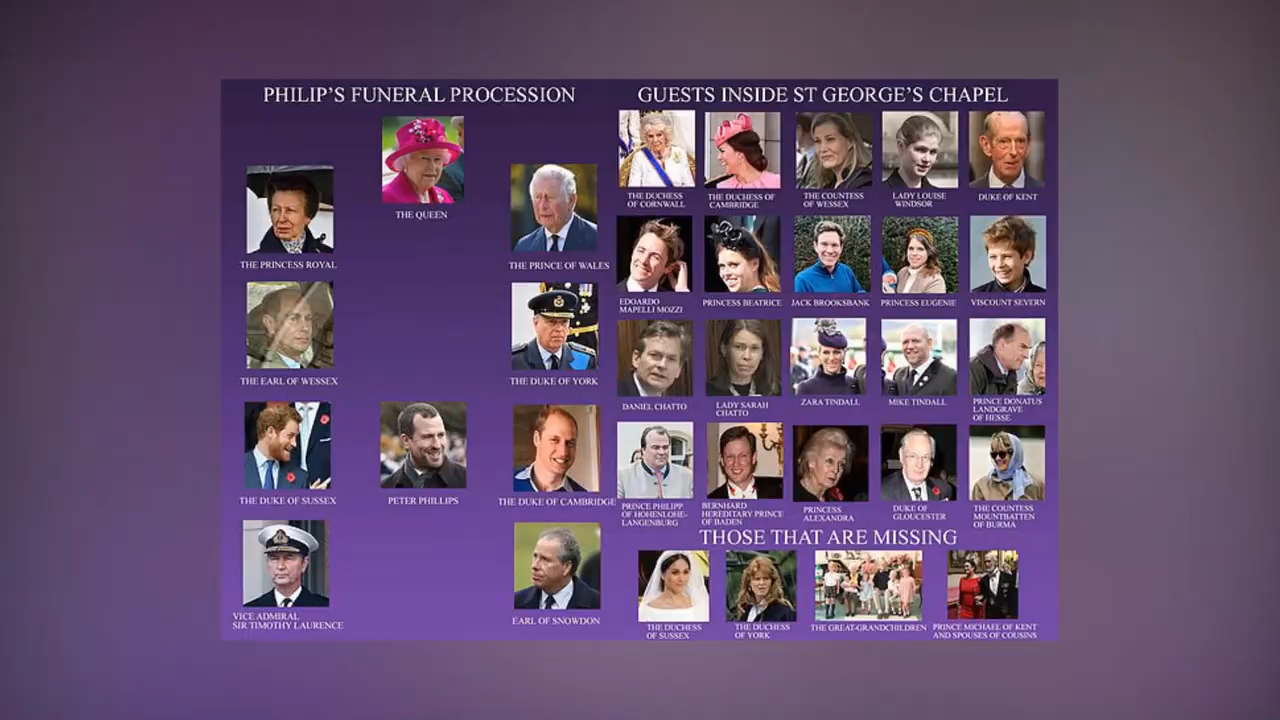 PHILIP'S FUNERAL PROCESSION
THE QUEEN
THE PRINCESS ROYAL
THE PRINCE OF WALES
THE EARL OF WESSEX
THE DUKE OF YORK
THE DUKE OF SUSSEX
PETER PHILLIPS
THE DUKE OF CAMBRIDGE
VICE ADMIRAL
SIR TIMOTHY LAURENCE
EARL OF SNOWDON
GUESTS INSIDE ST GEORGE'S CHAPEL
THE DUCHESS
OF CORNWALL
THE DUCHESS OF
CAMBRIDGE
THE COUNTESS
OF WESSEX
LADY LOUISE
WINDSOR
DUKE OF KENT
EDOARDO
MAPELLI MOZZI
PRINCESS BEATRICE
JACK BROOKSBANK
PRINCESS EUGENIE
VISCOUNT SEVERN
DANIEL CHATTO
LADY SARAH
CHATTO
ZARA TINDALL
MIKE TINDALL
PRINCE DONATUS
LANDGRAVE
OF HESSE
PRINCE PHILIPP
OF HOHENLOHE-
LANGENBURG
BERNHARD
HEREDITARY PRINCE
OF BADEN
PRINCESS
ALEXANDRA
DUKE OF
GLOUCESTER
THE COUNTESS
MOUNTBATTEN
OF BURMA
THOSE THAT ARE MISSING
THE DUCHESS
OF SUSSEX
THE DUCHESS
OF YORK
THE GREAT-GRANDCHILDREN
PRINCE MICHAEL OF KENT
AND SPOUSES OF COUSINS